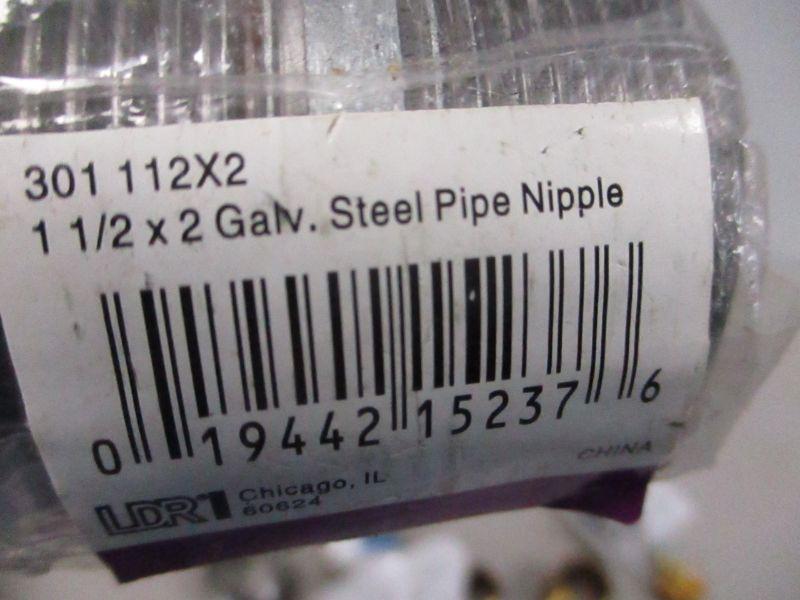 301 112X2
1 1/2 x 2 Galv. Steel Pipe Nipple
0 19442 15237 6
CHINA
LDR Chicago, IL
60624